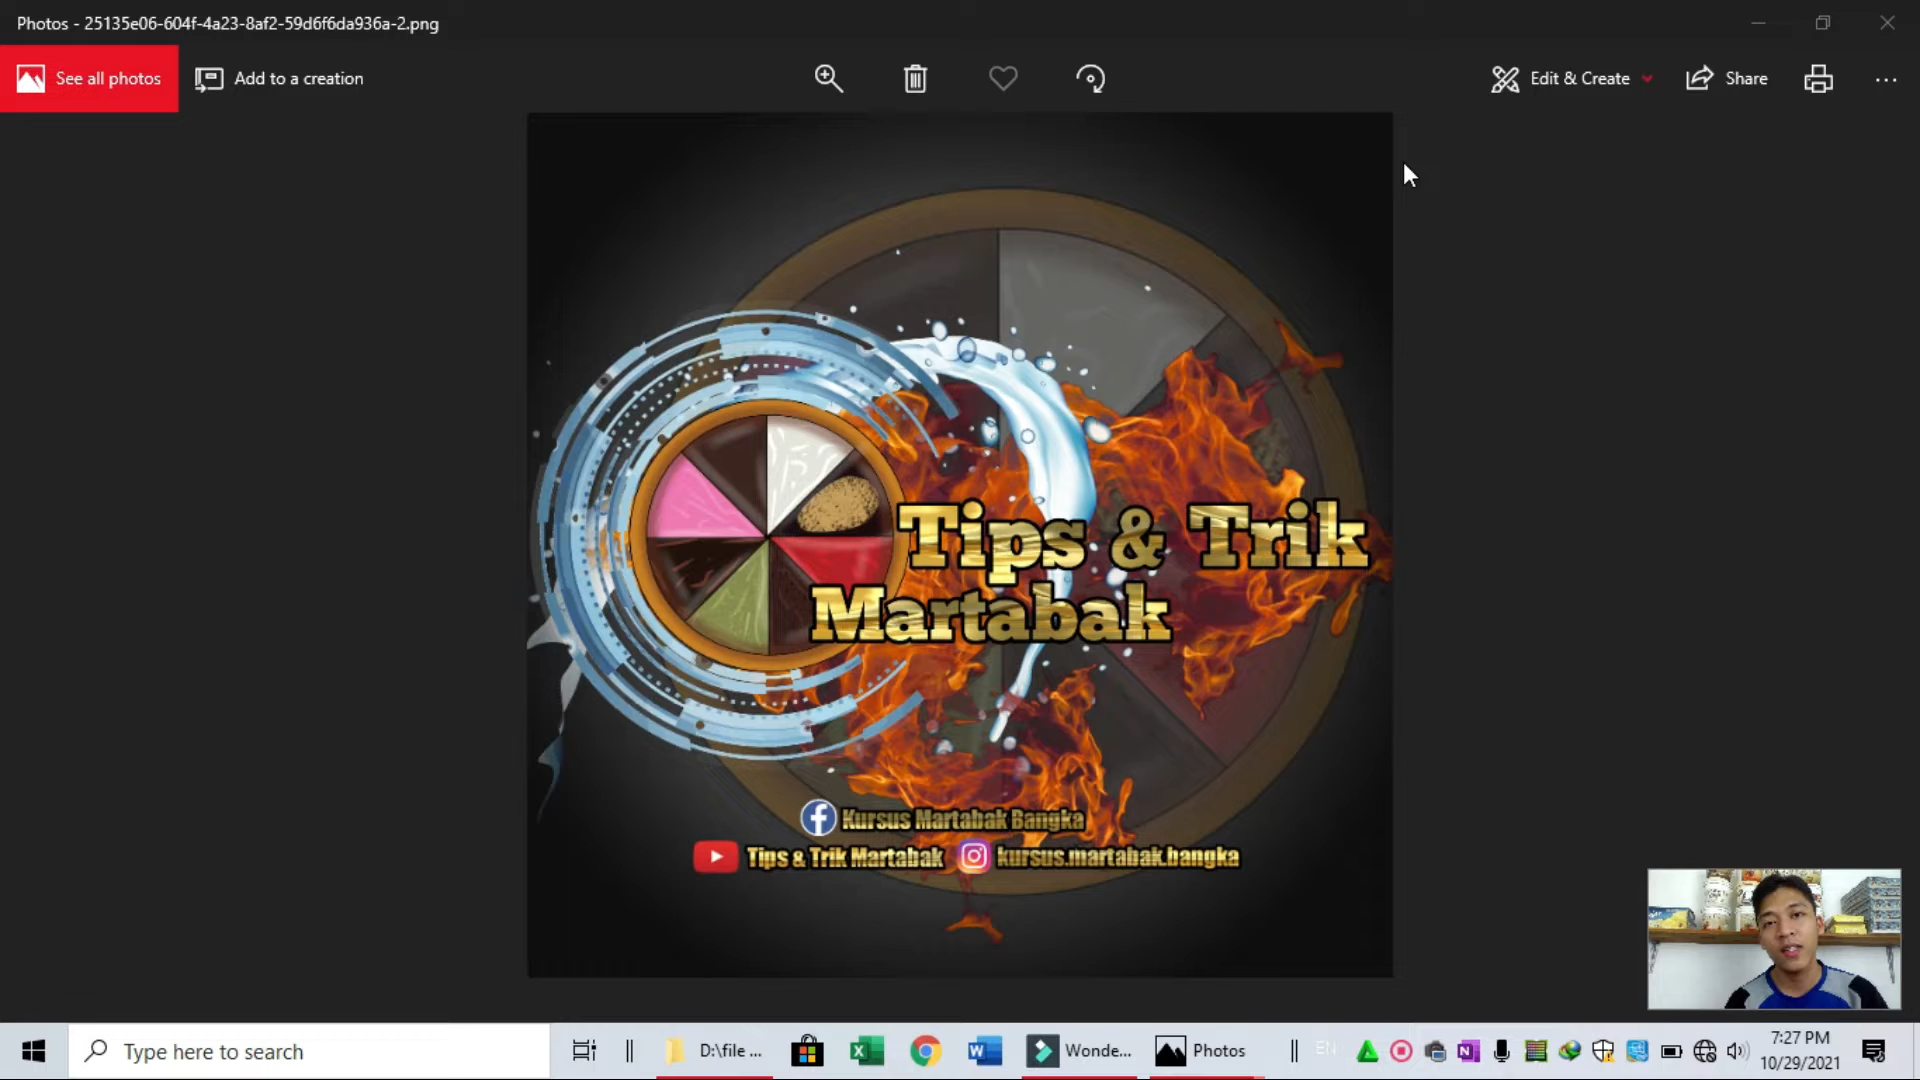 Photos - 25135e06-604f-4a23-8af2-59d6f6da936a-2.png
See all photos
Add to a creation
Edit & Create
Share
Tips & Trik
Martabak
Kursus Martabak Bangka
Tips & Trik Martabak
kursus.martabak.bangka
Type here to search
D:\file ...
Wonde...
Photos
EN
7:27 PM
10/29/2021